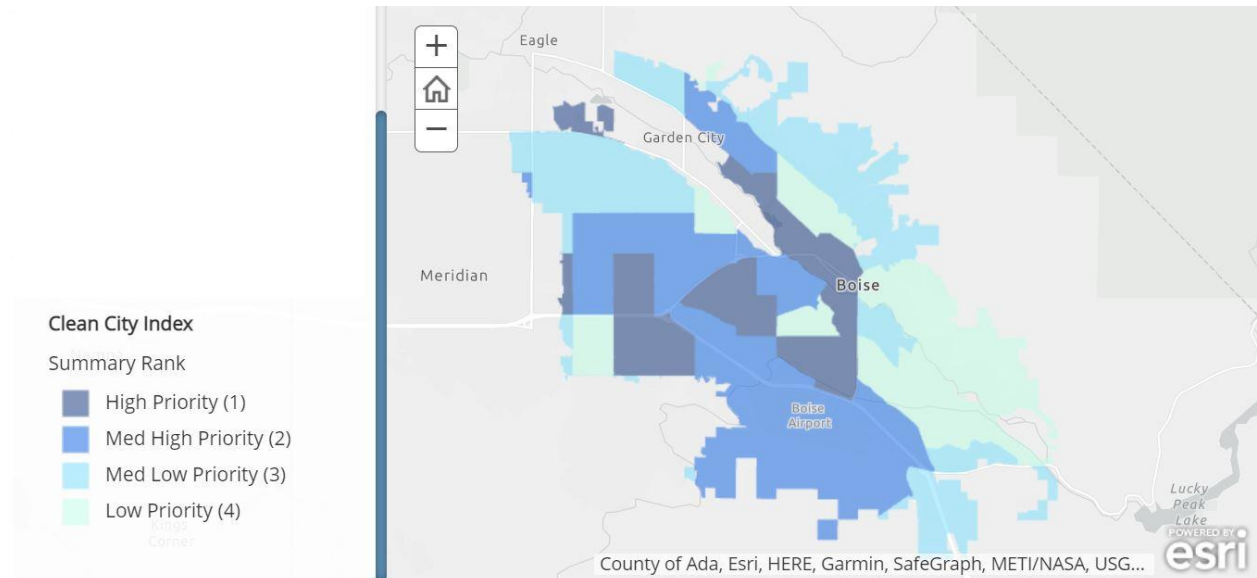 +
−
Eagle
Garden City
Meridian
Boise
Boise
Airport
Lucky
Peak
Lake
Clean City Index
Summary Rank
High Priority (1)
Med High Priority (2)
Med Low Priority (3)
Low Priority (4)
Kings
Corner
County of Ada, Esri, HERE, Garmin, SafeGraph, METI/NASA, USG...
POWERED BY
esri